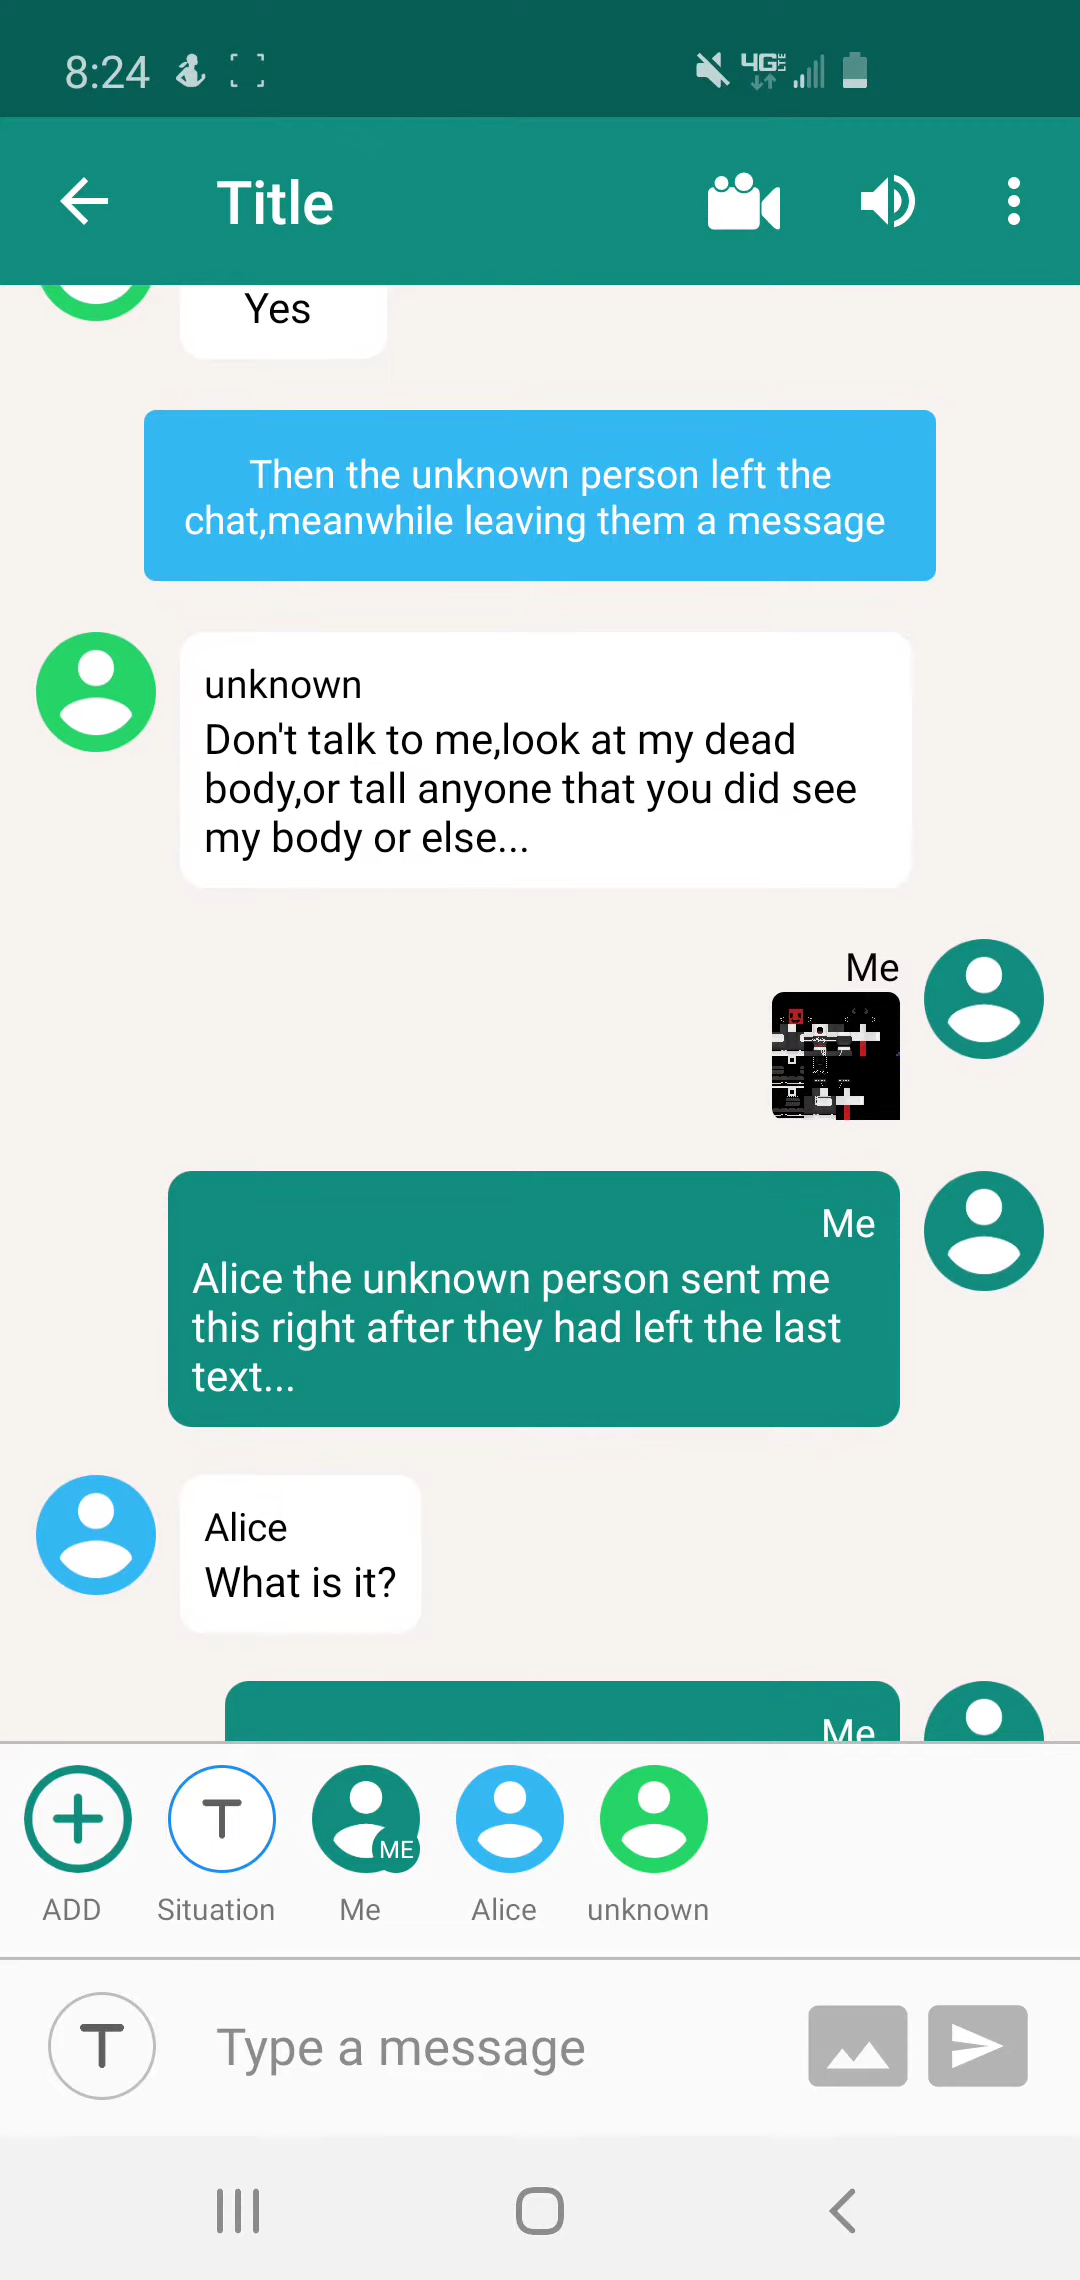 8:24
4G LTE
Title
Yes
Then the unknown person left the
chat,meanwhile leaving them a message
unknown
Don't talk to me,look at my dead
body,or tall anyone that you did see
my body or else...
Me
Me
Alice the unknown person sent me
this right after they had left the last
text...
Alice
What is it?
Me
T
ME
ADD
Situation
Me
Alice
unknown
T
Type a message